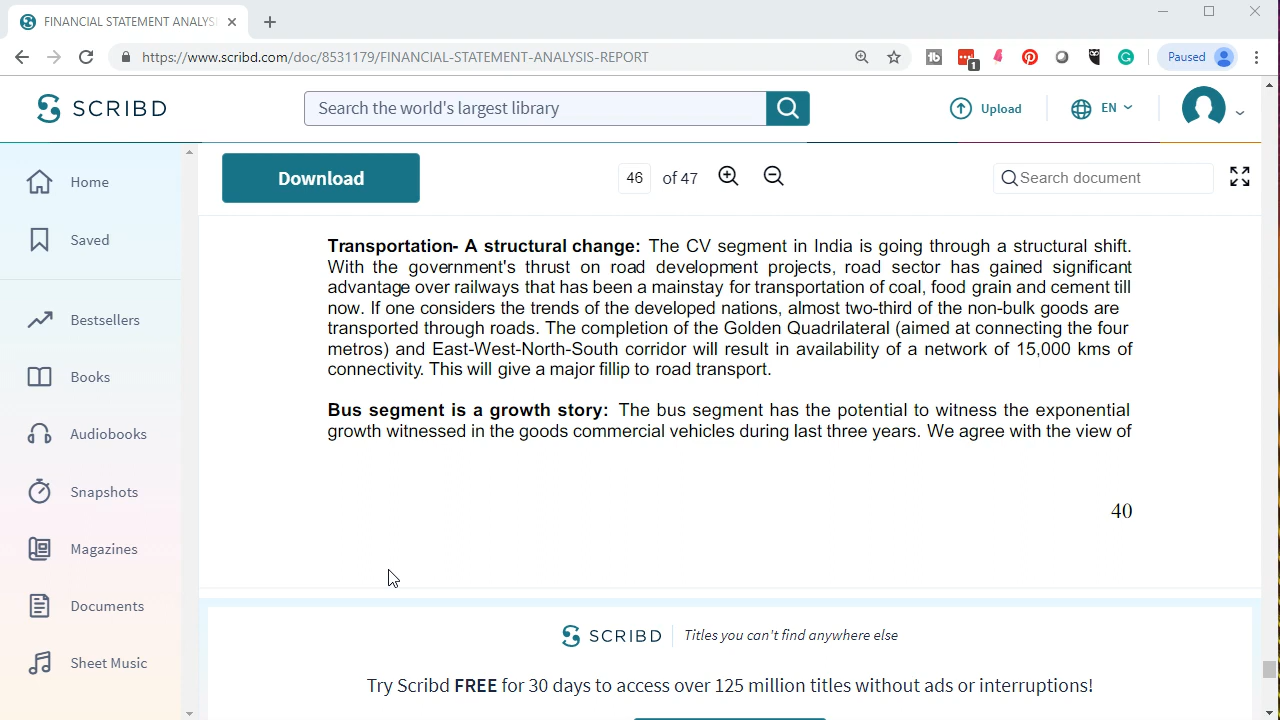 FINANCIAL STATEMENT ANALYS
https://www.scribd.com/doc/8531179/FINANCIAL-STATEMENT-ANALYSIS-REPORT
1
Paused
SCRIBD
Search the world's largest library
Upload
EN
Home
Saved
Bestsellers
Books
Audiobooks
Snapshots
Magazines
Documents
Sheet Music
Download
46 of 47
Search document
Transportation- A structural change: The CV segment in India is going through a structural shift.
With the government's thrust on road development projects, road sector has gained significant
advantage over railways that has been a mainstay for transportation of coal, food grain and cement till
now. If one considers the trends of the developed nations, almost two-third of the non-bulk goods are
transported through roads. The completion of the Golden Quadrilateral (aimed at connecting the four
metros) and East-West-North-South corridor will result in availability of a network of 15,000 kms of
connectivity. This will give a major fillip to road transport.
Bus segment is a growth story: The bus segment has the potential to witness the exponential
growth witnessed in the goods commercial vehicles during last three years. We agree with the view of
40
SCRIBD Titles you can't find anywhere else
Try Scribd FREE for 30 days to access over 125 million titles without ads or interruptions!